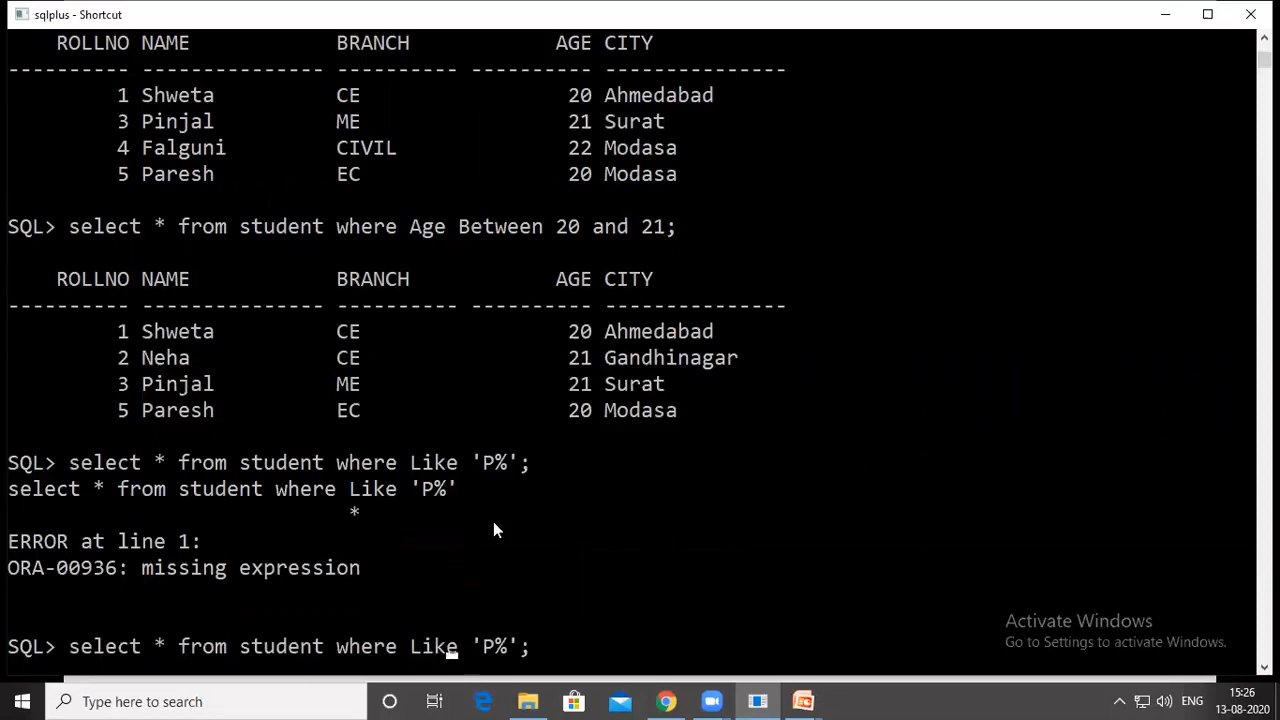 sqlplus - Shortcut
ROLLNO NAME BRANCH AGE CITY
---------- --------------- ---------- ---------- ---------------
1 Shweta CE 20 Ahmedabad
3 Pinjal ME 21 Surat
4 Falguni CIVIL 22 Modasa
5 Paresh EC 20 Modasa
SQL> select * from student where Age Between 20 and 21;
ROLLNO NAME BRANCH AGE CITY
---------- --------------- ---------- ---------- ---------------
1 Shweta CE 20 Ahmedabad
2 Neha CE 21 Gandhinagar
3 Pinjal ME 21 Surat
5 Paresh EC 20 Modasa
SQL> select * from student where Like 'P%';
select * from student where Like 'P%'
*
ERROR at line 1:
ORA-00936: missing expression
SQL> select * from student where Like 'P%';
Activate Windows
Go to Settings to activate Windows.
Type here to search
ENG
15:26
13-08-2020